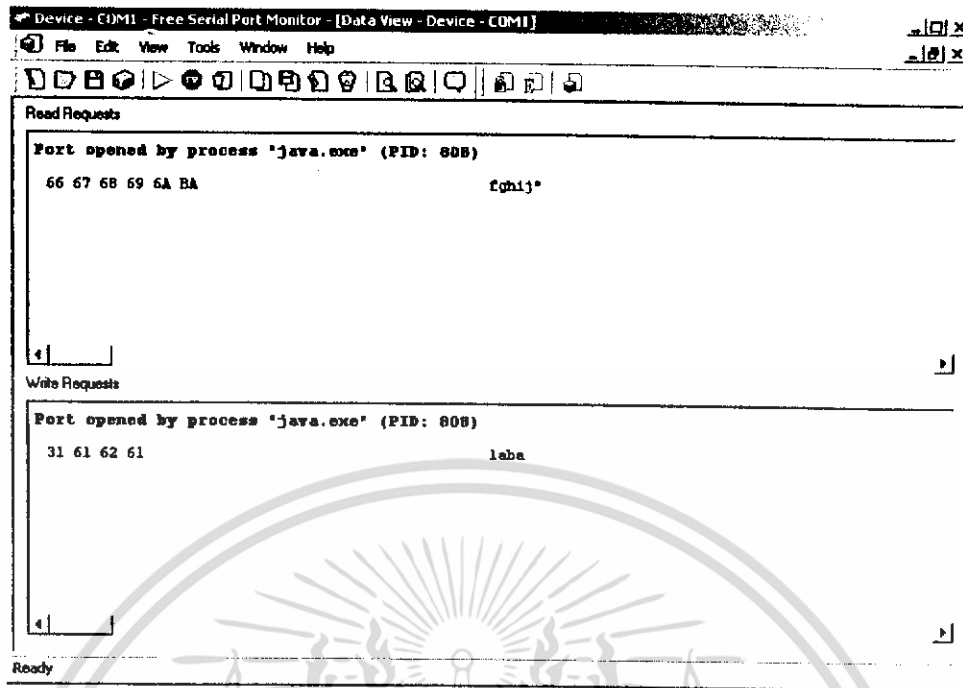 Device - COM1 - Free Serial Port Monitor - [Data View - Device - COM1]
File Edit View Tools Window Help
Read Requests
Port opened by process "java.exe" (PID: 808)
66 67 68 69 6A BA fghijº
Write Requests
Port opened by process "java.exe" (PID: 808)
31 61 62 61 1aba
Ready